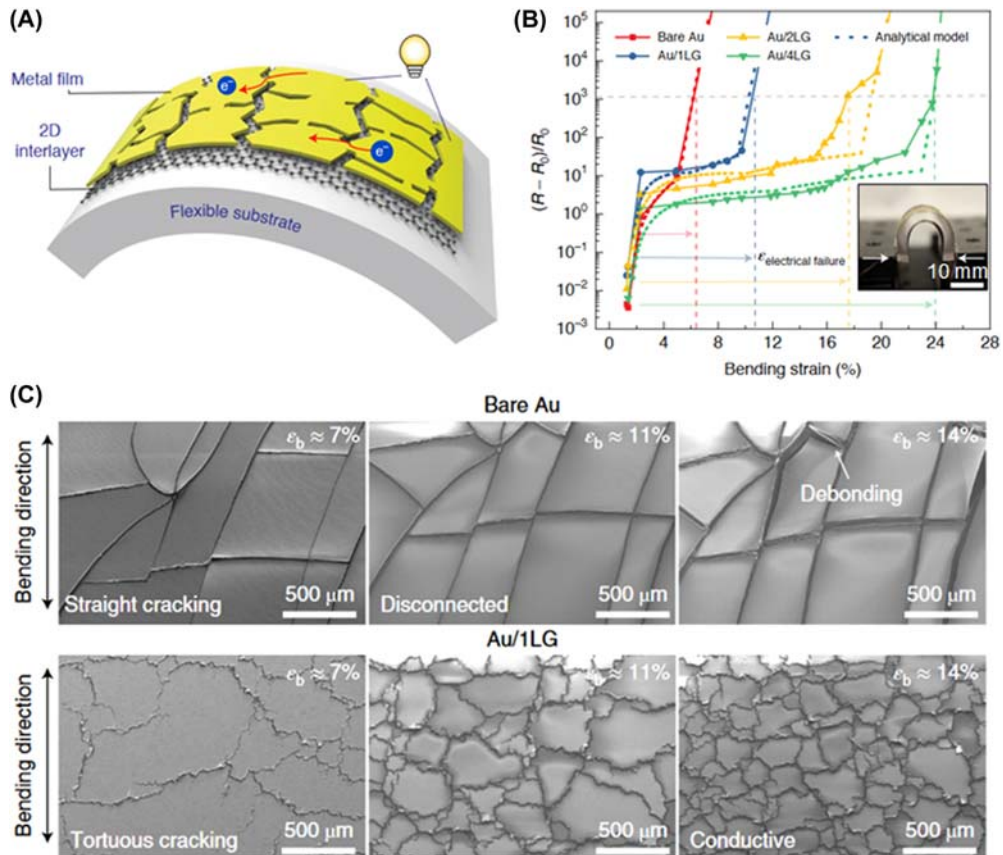 (A)
Metal film
2D
interlayer
e⁻
e⁻
Flexible substrate
(B)
(R − R₀)/R₀
10⁵
10⁴
10³
10²
10¹
10⁰
10⁻¹
10⁻²
10⁻³
Bare Au
Au/1LG
Au/2LG
Au/4LG
Analytical model
εelectrical failure
10 mm
0 4 8 12 16 20 24 28
Bending strain (%)
(C)
Bare Au
Bending direction
εb ≈ 7%
Straight cracking
500 μm
εb ≈ 11%
Disconnected
500 μm
εb ≈ 14%
Debonding
500 μm
Au/1LG
Bending direction
εb ≈ 7%
Tortuous cracking
500 μm
εb ≈ 11%
500 μm
εb ≈ 14%
Conductive
500 μm